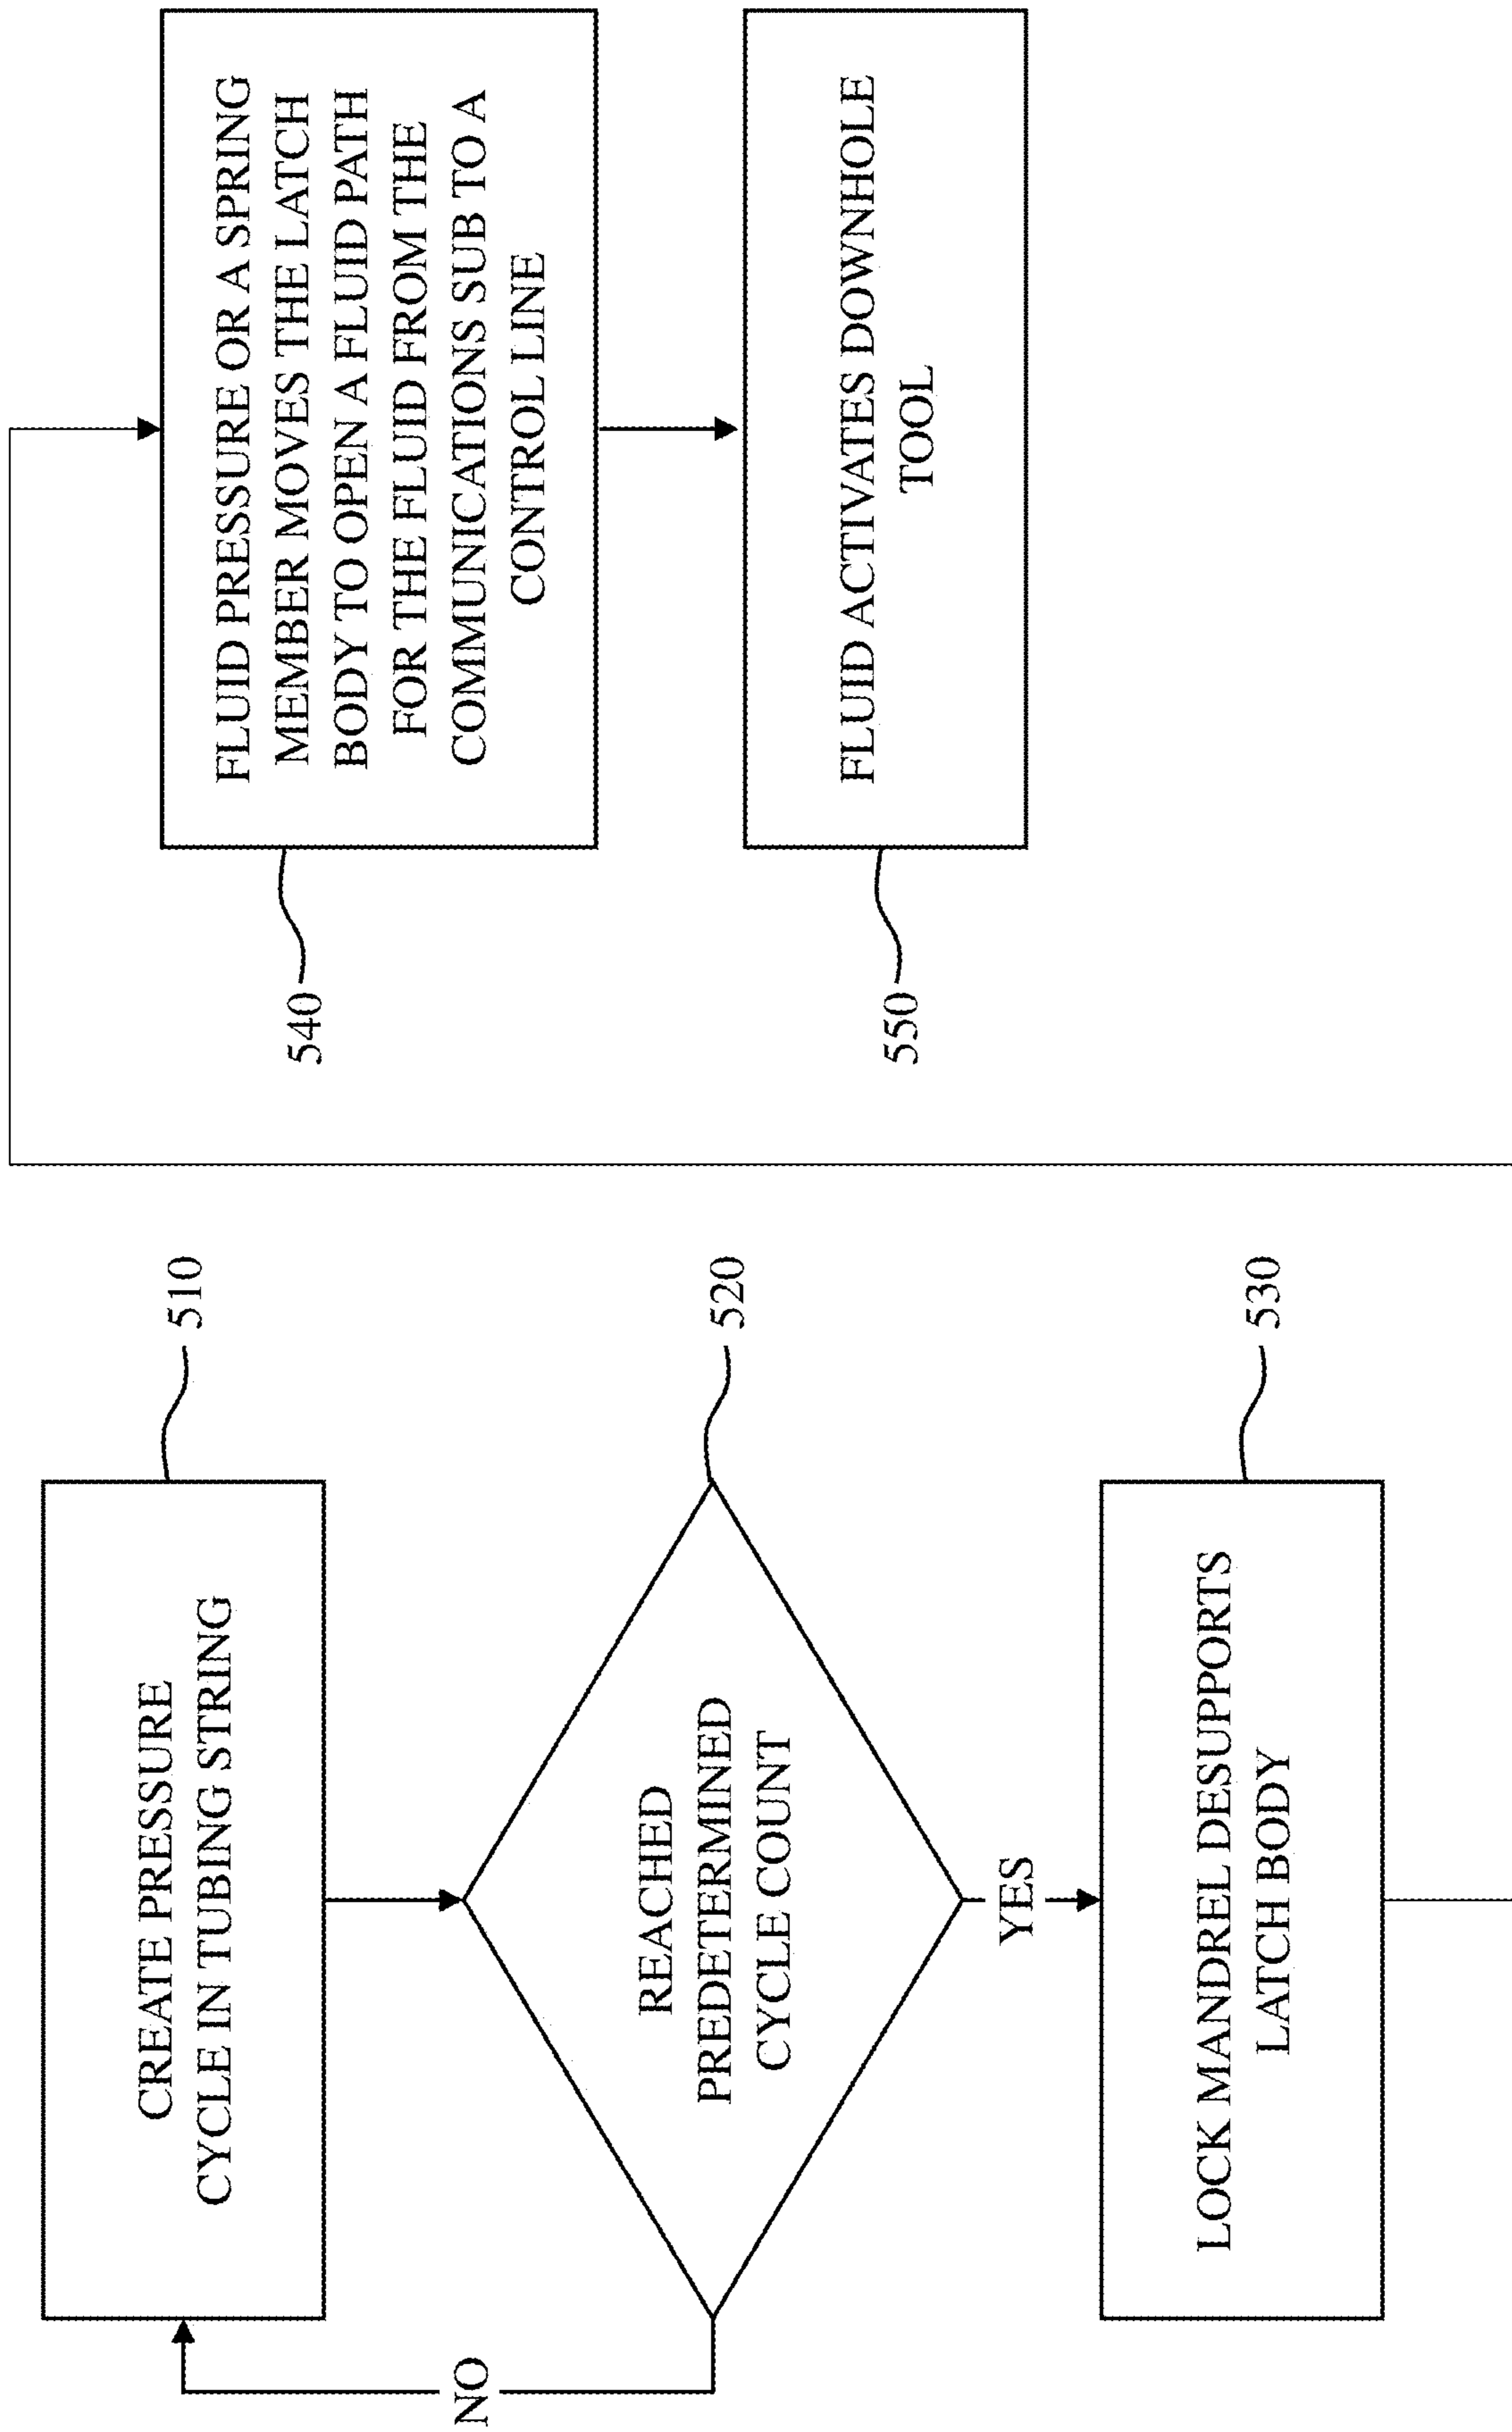 CREATE PRESSURE
CYCLE IN TUBING STRING
510
REACHED
PREDETERMINED
CYCLE COUNT
520
NO
YES
LOCK MANDREL DESUPPORTS
LATCH BODY
530
FLUID PRESSURE OR A SPRING
MEMBER MOVES THE LATCH
BODY TO OPEN A FLUID PATH
FOR THE FLUID FROM THE
COMMUNICATIONS SUB TO A
CONTROL LINE
540
FLUID ACTIVATES DOWNHOLE
TOOL
550